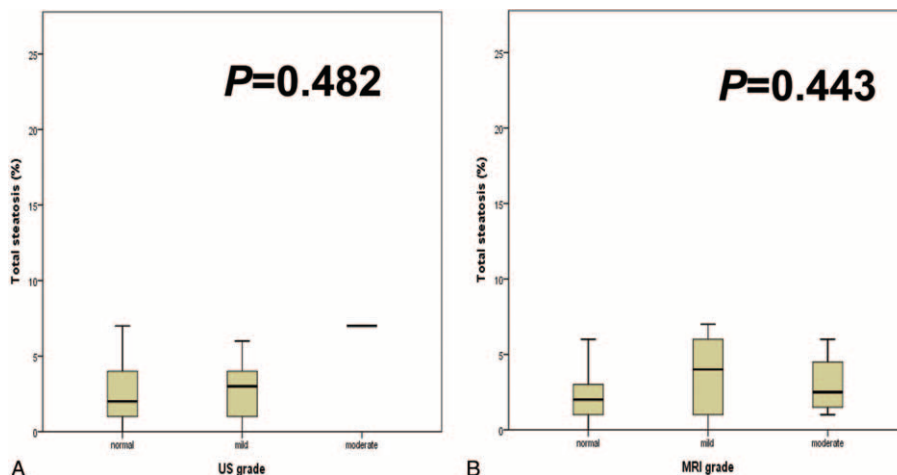 P=0.482
Total steatosis (%)
25
20
15
10
5
0
normal mild moderate
US grade
A
P=0.443
Total steatosis (%)
25
20
15
10
5
0
normal mild moderate
MRI grade
B